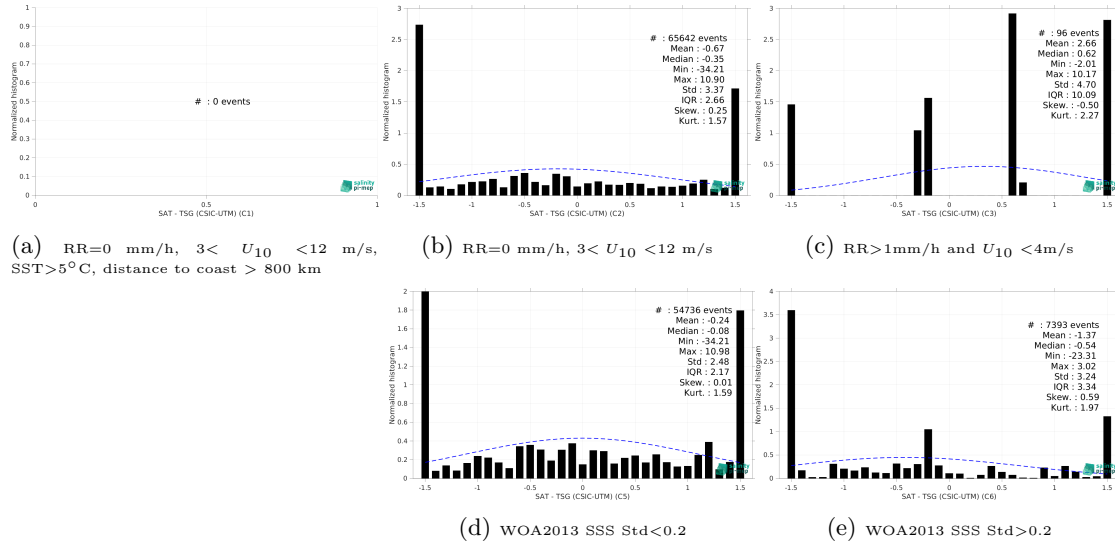 1
0.9
0.8
0.7
0.6
0.5
0.4
0.3
0.2
0.1
0
Normalized histogram
# : 0 events
salinity
pi-mep
0
0.5
1
SAT - TSG (CSIC-UTM) (C1)
(a) RR=0 mm/h, 3< U10 <12 m/s,
SST>5°C, distance to coast > 800 km
3
2.5
2
1.5
1
0.5
0
Normalized histogram
# : 65642 events
Mean : -0.67
Median : -0.35
Min : -34.21
Max : 10.90
Std : 3.37
IQR : 2.66
Skew. : 0.25
Kurt. : 1.57
salinity
pi-mep
-1.5
-1
-0.5
0
0.5
1
1.5
SAT - TSG (CSIC-UTM) (C2)
(b) RR=0 mm/h, 3< U10 <12 m/s
3
2.5
2
1.5
1
0.5
0
Normalized histogram
# : 96 events
Mean : 2.66
Median : 0.62
Min : -2.01
Max : 10.17
Std : 4.70
IQR : 10.09
Skew. : -0.50
Kurt. : 2.27
salinity
pi-mep
-1.5
-1
-0.5
0
0.5
1
1.5
SAT - TSG (CSIC-UTM) (C3)
(c) RR>1mm/h and U10 <4m/s
2
1.8
1.6
1.4
1.2
1
0.8
0.6
0.4
0.2
0
Normalized histogram
# : 54736 events
Mean : -0.24
Median : -0.08
Min : -34.21
Max : 10.98
Std : 2.48
IQR : 2.17
Skew. : 0.01
Kurt. : 1.59
salinity
pi-mep
-1.5
-1
-0.5
0
0.5
1
1.5
SAT - TSG (CSIC-UTM) (C5)
(d) WOA2013 SSS Std<0.2
4
3.5
3
2.5
2
1.5
1
0.5
0
Normalized histogram
# : 7393 events
Mean : -1.37
Median : -0.54
Min : -23.31
Max : 3.02
Std : 3.24
IQR : 3.34
Skew. : 0.59
Kurt. : 1.97
salinity
pi-mep
-1.5
-1
-0.5
0
0.5
1
1.5
SAT - TSG (CSIC-UTM) (C6)
(e) WOA2013 SSS Std>0.2